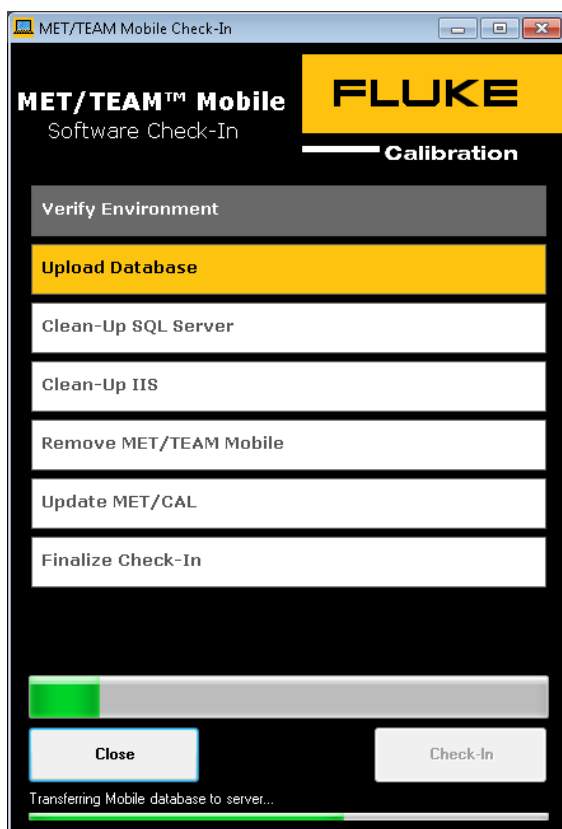 MET/TEAM Mobile Check-In
MET/TEAM™ Mobile
Software Check-In
FLUKE
Calibration
Verify Environment
Upload Database
Clean-Up SQL Server
Clean-Up IIS
Remove MET/TEAM Mobile
Update MET/CAL
Finalize Check-In
Close
Check-In
Transferring Mobile database to server...